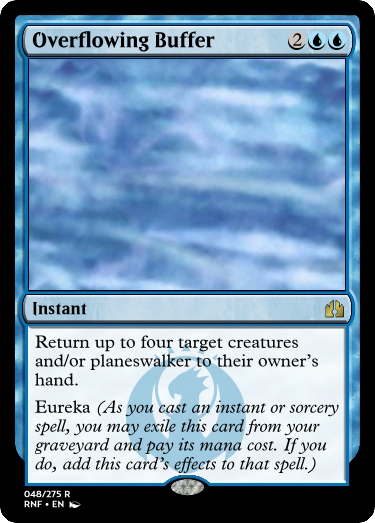 Overflowing Buffer 2
Instant
Return up to four target creatures
and/or planeswalker to their owner's
hand.
Eureka (As you cast an instant or sorcery
spell, you may exile this card from your
graveyard and pay its mana cost. If you
do, add this card's effects to that spell.)
048/275 R
RNF • EN